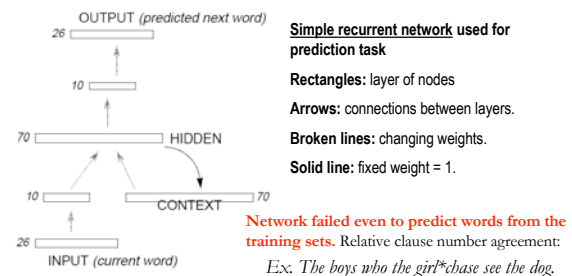 OUTPUT (predicted next word)
26
10
70
HIDDEN
10
CONTEXT
70
26
INPUT (current word)
Simple recurrent network used for
prediction task
Rectangles: layer of nodes
Arrows: connections between layers.
Broken lines: changing weights.
Solid line: fixed weight = 1.
Network failed even to predict words from the
training sets. Relative clause number agreement:
Ex. The boys who the girl*chase see the dog.